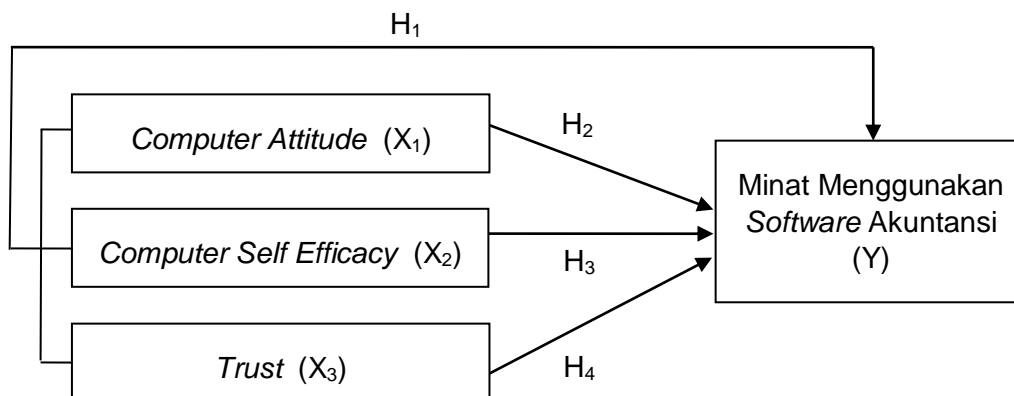 H₁
Computer Attitude (X₁)
H₂
Minat Menggunakan
Software Akuntansi
(Y)
Computer Self Efficacy (X₂)
H₃
Trust (X₃)
H₄